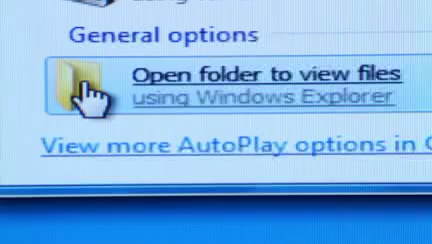 General options
Open folder to view files
using Windows Explorer
View more AutoPlay options in